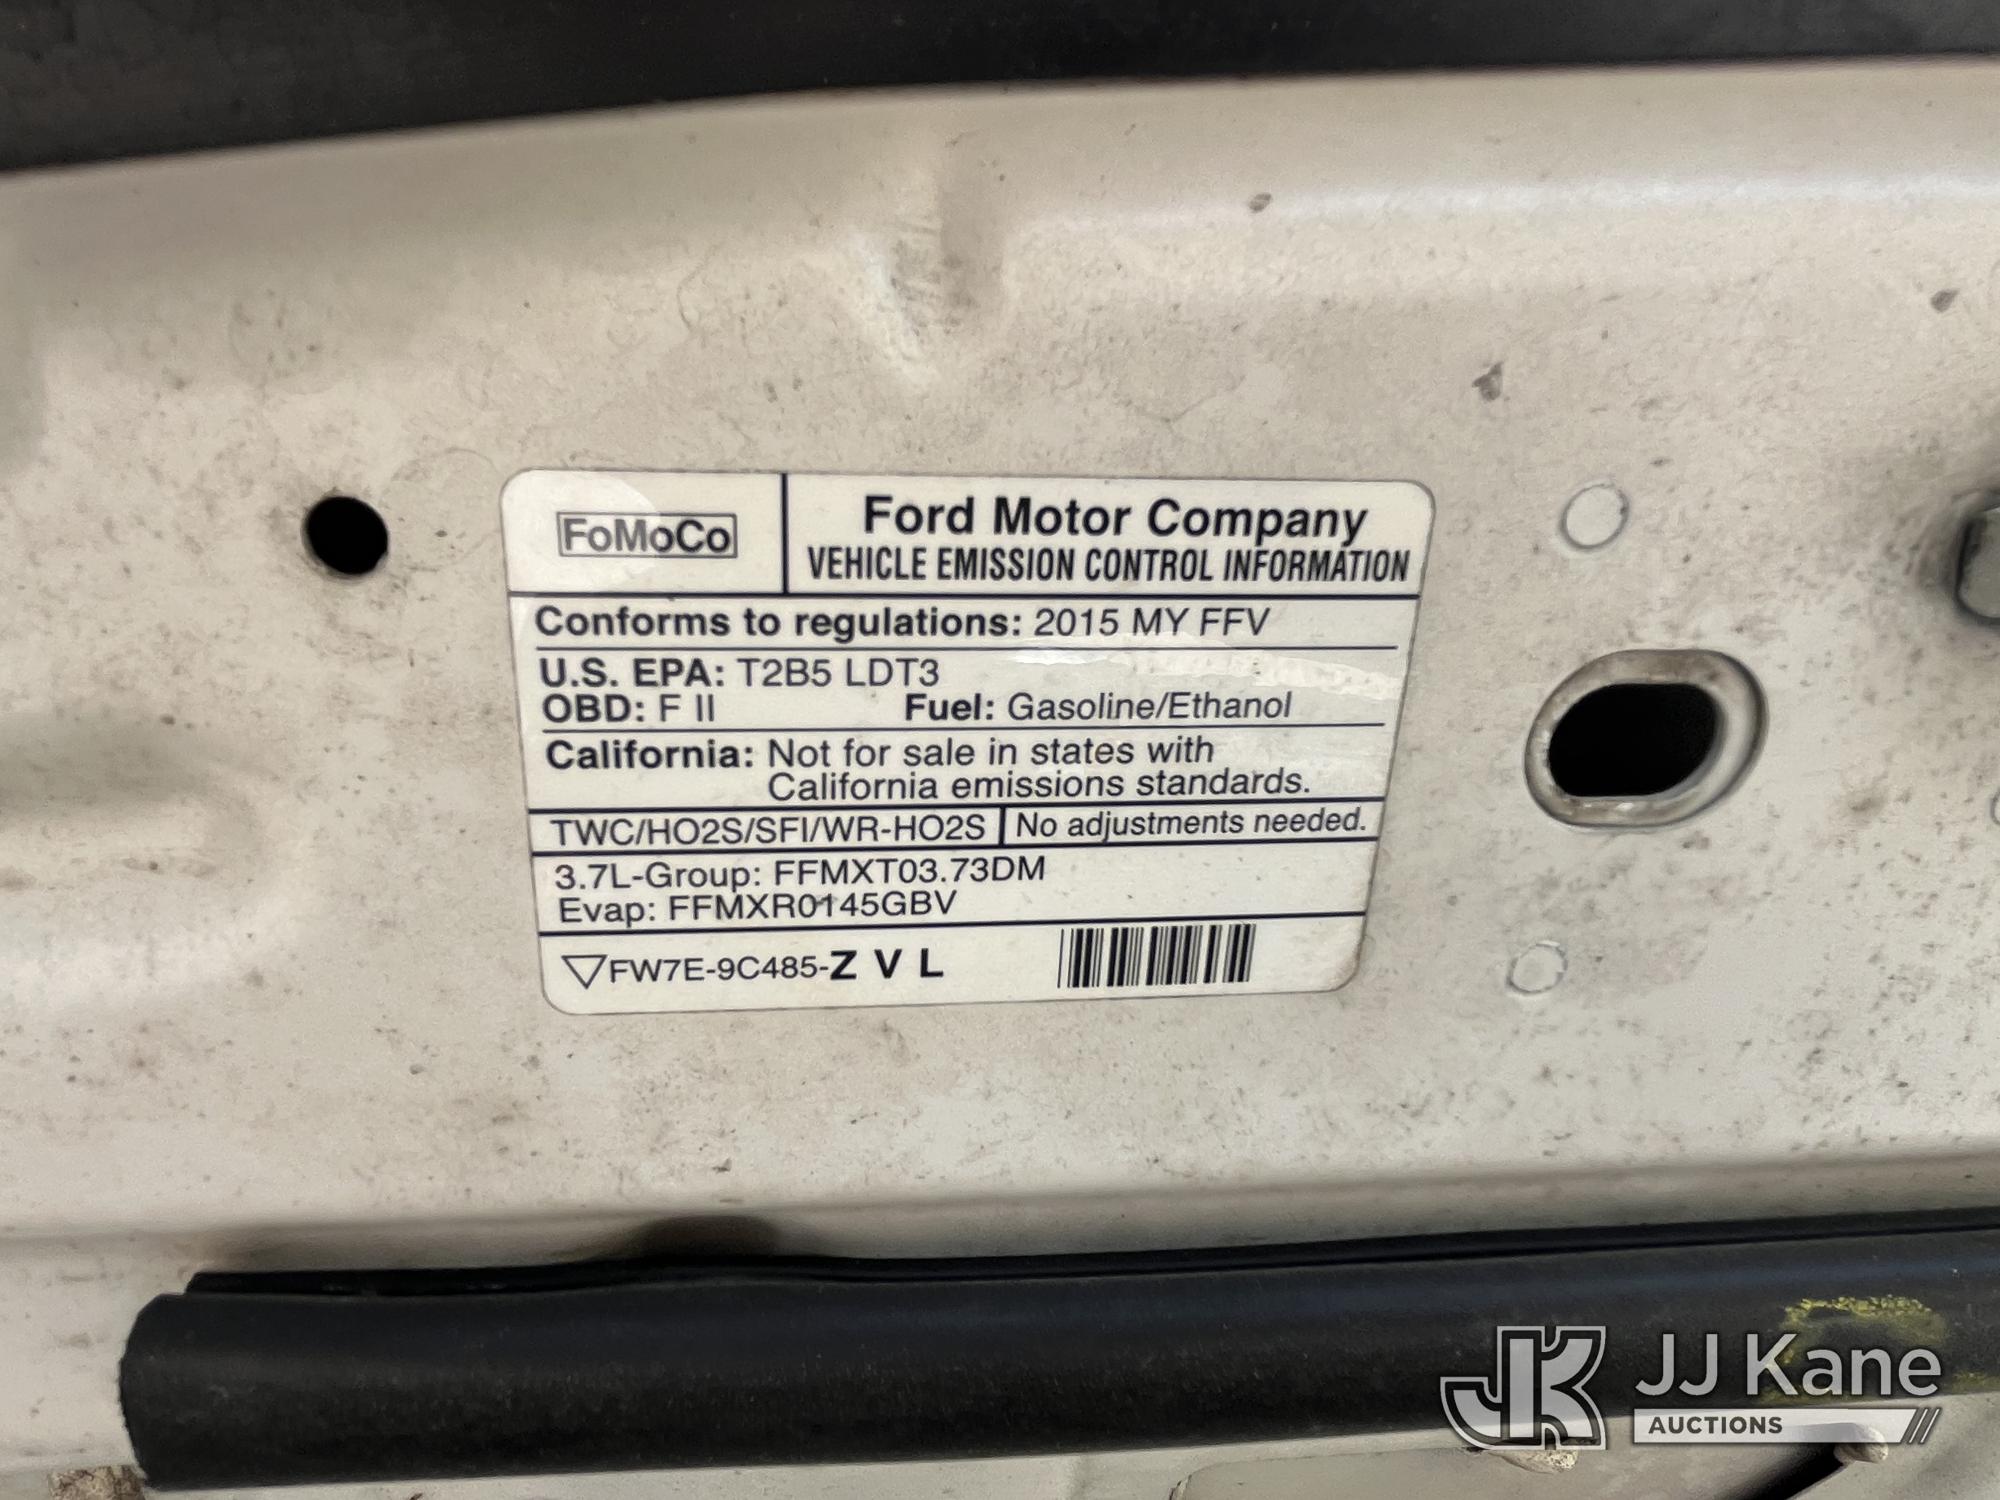 FoMoCo
Ford Motor Company
VEHICLE EMISSION CONTROL INFORMATION
Conforms to regulations: 2015 MY FFV
U.S. EPA: T2B5 LDT3
OBD: F II Fuel: Gasoline/Ethanol
California: Not for sale in states with
California emissions standards.
TWC/HO2S/SFI/WR-HO2S No adjustments needed.
3.7L-Group: FFMXT03.73DM
Evap: FFMXR0145GBV
FW7E-9C485-Z V L
JK JJ Kane
AUCTIONS